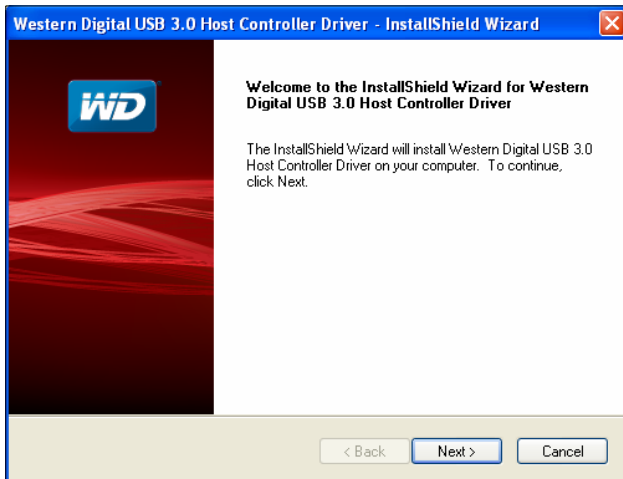 Western Digital USB 3.0 Host Controller Driver - InstallShield Wizard
WD
Welcome to the InstallShield Wizard for Western
Digital USB 3.0 Host Controller Driver
The InstallShield Wizard will install Western Digital USB 3.0
Host Controller Driver on your computer. To continue,
click Next.
< Back
Next >
Cancel